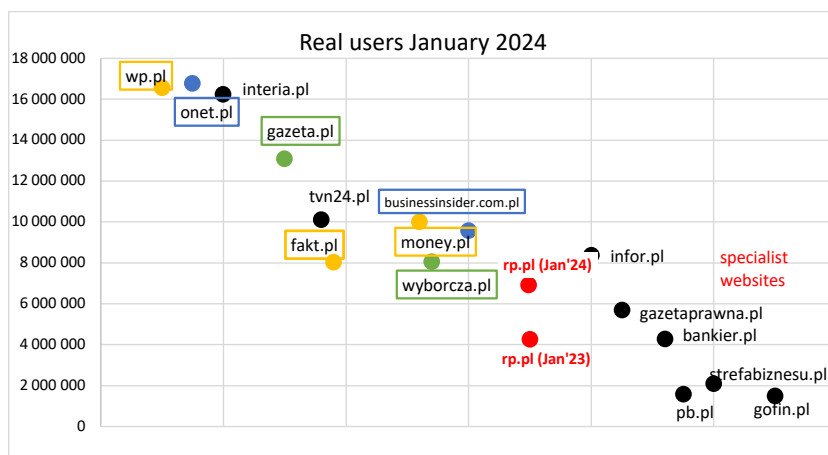 Real users January 2024
18 000 000
16 000 000
14 000 000
12 000 000
10 000 000
8 000 000
6 000 000
4 000 000
2 000 000
0
wp.pl
onet.pl
interia.pl
gazeta.pl
tvn24.pl
fakt.pl
businessinsider.com.pl
money.pl
wyborcza.pl
rp.pl (Jan'24)
rp.pl (Jan'23)
infor.pl
specialist
websites
gazetaprawna.pl
bankier.pl
strefabiznesu.pl
pb.pl
gofin.pl